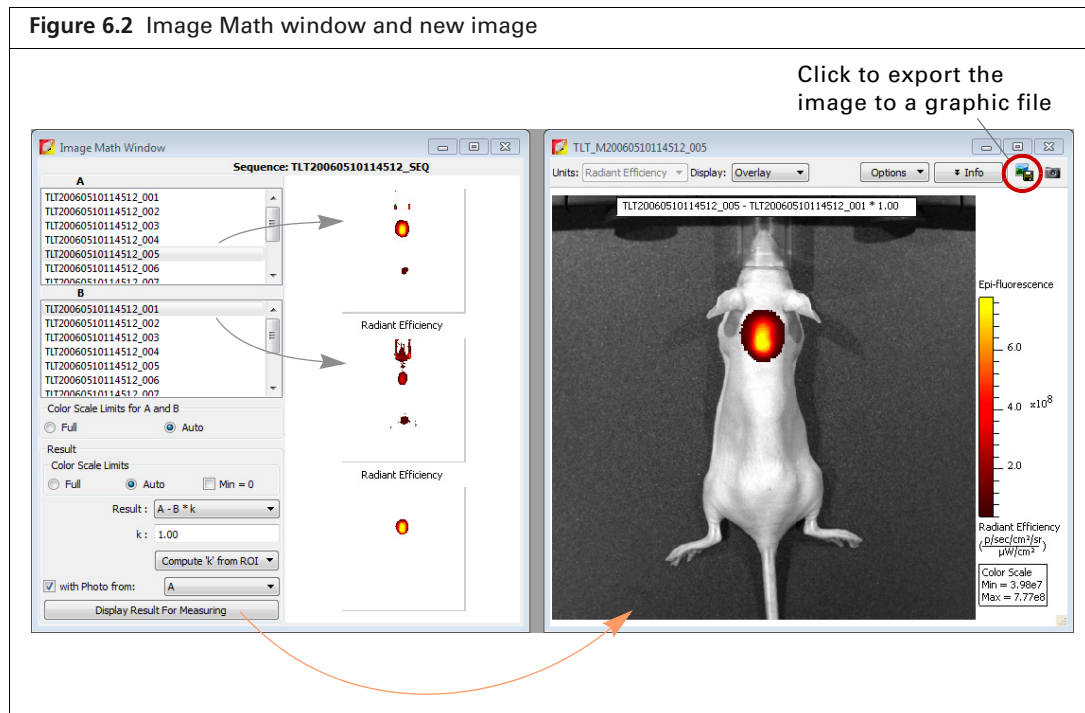 Figure 6.2 Image Math window and new image
Click to export the
image to a graphic file
Image Math Window
Sequence: TLT20060510114512_SEQ
A
TLT20060510114512_001
TLT20060510114512_002
TLT20060510114512_003
TLT20060510114512_004
TLT20060510114512_005
TLT20060510114512_006
TLT20060510114512_007
B
TLT20060510114512_001
TLT20060510114512_002
TLT20060510114512_003
TLT20060510114512_004
TLT20060510114512_005
TLT20060510114512_006
TLT20060510114512_007
Color Scale Limits for A and B
Full Auto
Result
Color Scale Limits
Full Auto Min = 0
Result : A - B * k
k : 1.00
Compute 'k' from ROI
with Photo from: A
Display Result For Measuring
Radiant Efficiency
Radiant Efficiency
TLT_M20060510114512_005
Units: Radiant Efficiency Display: Overlay Options Info
TLT20060510114512_005 - TLT20060510114512_001 * 1.00
Epi-fluorescence
6.0
4.0 x10⁸
2.0
Radiant Efficiency
(p/sec/cm²/sr
µW/cm²)
Color Scale
Min = 3.98e7
Max = 7.77e8